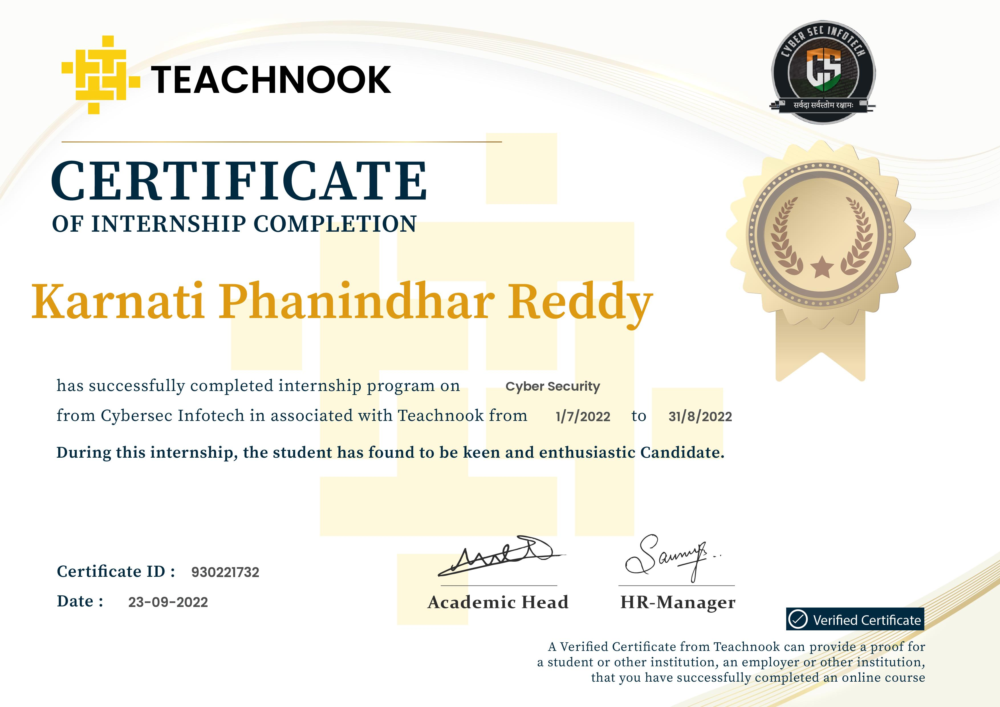 TEACHNOOK
CYBER SEC INFOTECH
CS
सर्वदा सर्वस्तोम रक्षामः
CERTIFICATE
OF INTERNSHIP COMPLETION
Karnati Phanindhar Reddy
has successfully completed internship program on Cyber Security
from Cybersec Infotech in associated with Teachnook from 1/7/2022 to 31/8/2022
During this internship, the student has found to be keen and enthusiastic Candidate.
Certificate ID : 930221732
Date : 23-09-2022
Academic Head
HR-Manager
Verified Certificate
A Verified Certificate from Teachnook can provide a proof for
a student or other institution, an employer or other institution,
that you have successfully completed an online course